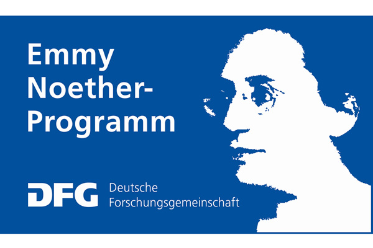 Emmy
Noether-
Programm
DFG Deutsche
Forschungsgemeinschaft